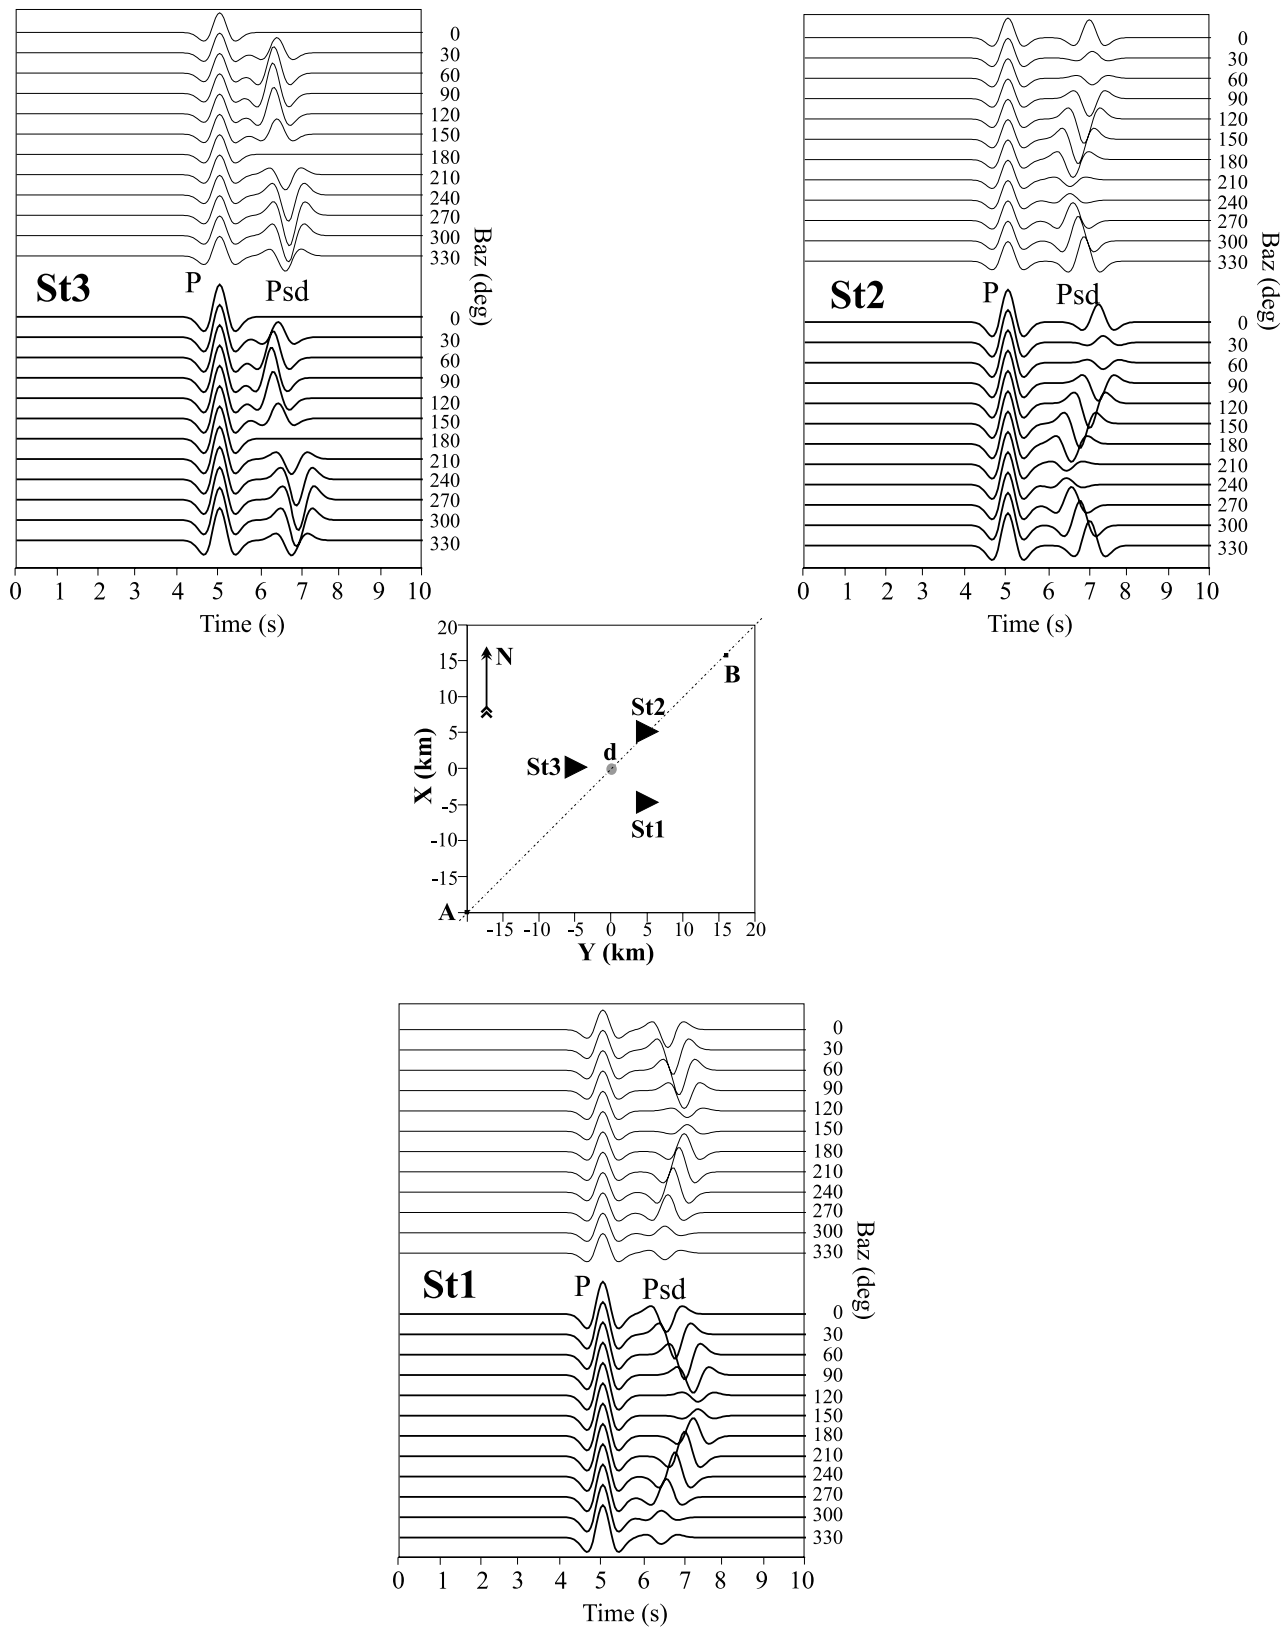 0
30
60
90
120
150
180
210
240
270
300
330
St3
P
Psd
0
30
60
90
120
150
180
210
240
270
300
330
Baz (deg)
0 1 2 3 4 5 6 7 8 9 10
Time (s)
0
30
60
90
120
150
180
210
240
270
300
330
St2
P
Psd
0
30
60
90
120
150
180
210
240
270
300
330
Baz (deg)
0 1 2 3 4 5 6 7 8 9 10
Time (s)
20
15
10
5
0
-5
-10
-15
X (km)
N
B
St2
d
St3
St1
A
-15 -10 -5 0 5 10 15 20
Y (km)
0
30
60
90
120
150
180
210
240
270
300
330
St1
P
Psd
0
30
60
90
120
150
180
210
240
270
300
330
Baz (deg)
0 1 2 3 4 5 6 7 8 9 10
Time (s)